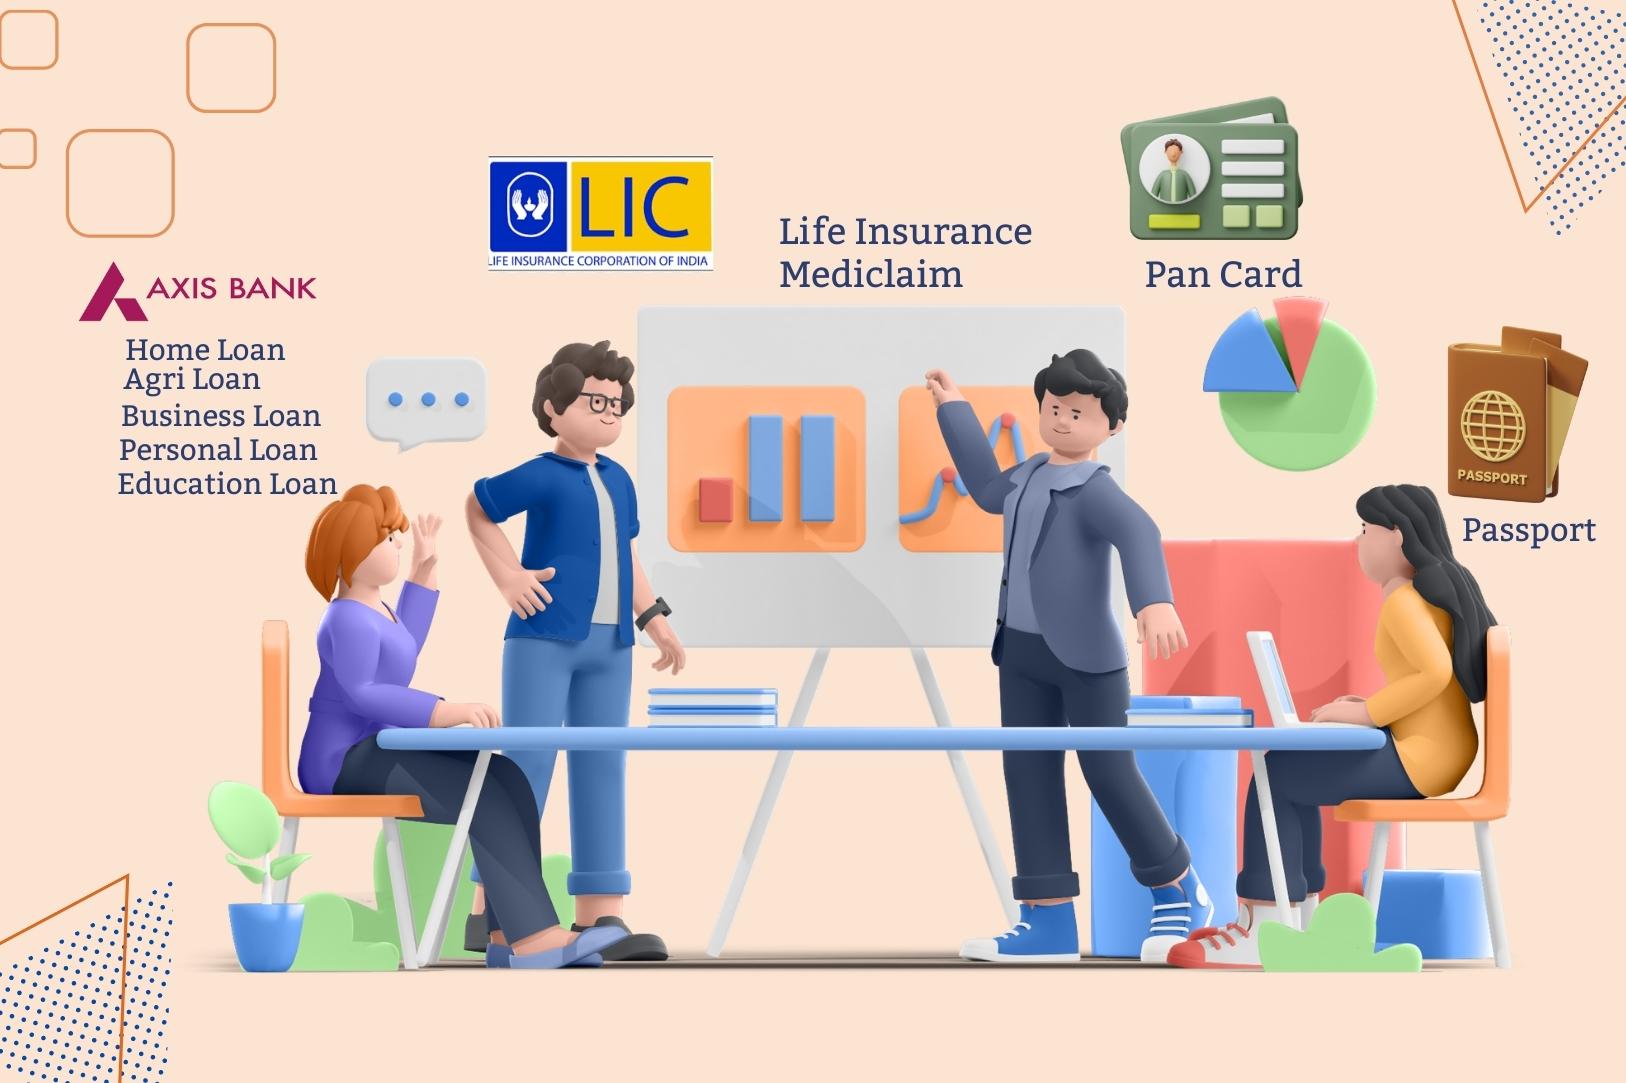 LIC
LIFE INSURANCE CORPORATION OF INDIA
Life Insurance
Mediclaim
Pan Card
AXIS BANK
Home Loan
Agri Loan
Business Loan
Personal Loan
Education Loan
PASSPORT
Passport